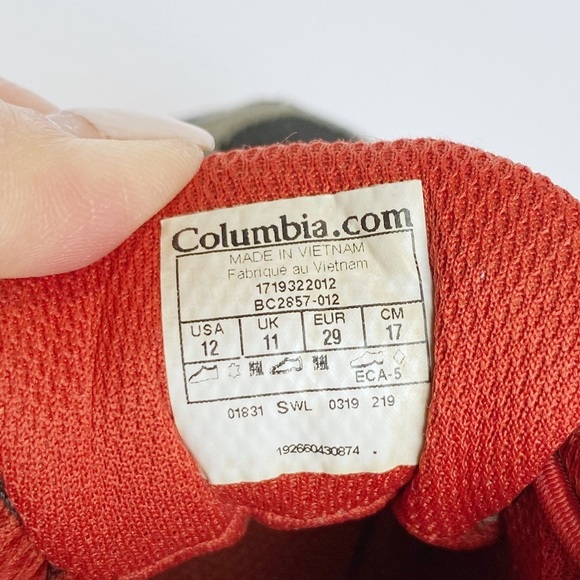 Columbia.com
MADE IN VIETNAM
Fabriqué au Vietnam
1719322012
BC2857-012
USA UK EUR CM
12 11 29 17
ECA-5
01831 SWL 0319 219
192660430874